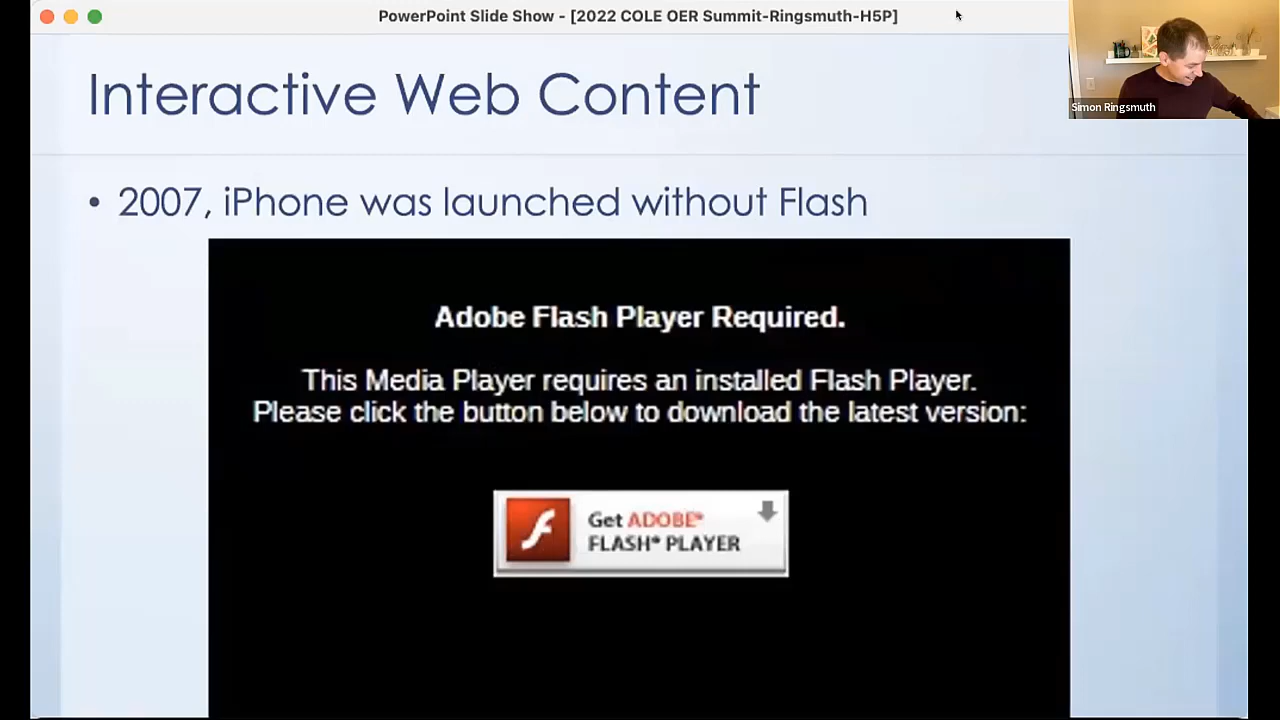 PowerPoint Slide Show - [2022 COLE OER Summit-Ringsmuth-H5P]
Simon Ringsmuth
Interactive Web Content
• 2007, iPhone was launched without Flash
Adobe Flash Player Required.
This Media Player requires an installed Flash Player.
Please click the button below to download the latest version:
Get ADOBE®
FLASH® PLAYER